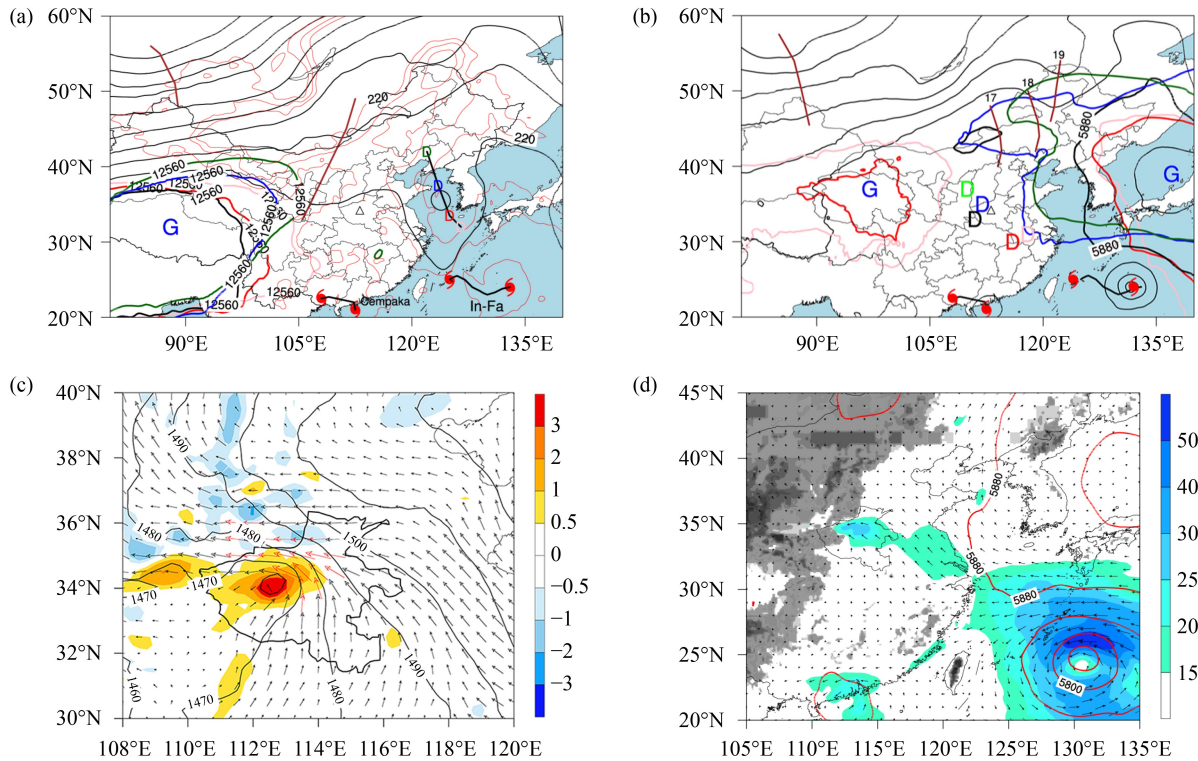 (a)
60°N
50°N
40°N
30°N
20°N
90°E 105°E 120°E 135°E
220
220
12560
12560
12560
12560
12560
12560
12560
12560
12560
G
D
D
D
0
Cempaka
In-Fa
(b)
60°N
50°N
40°N
30°N
20°N
90°E 105°E 120°E 135°E
17
18
19
5880
5880
G
G
D
D
D
D
(c)
40°N
38°N
36°N
34°N
32°N
30°N
108°E 110°E 112°E 114°E 116°E 118°E 120°E
1490
1480
1480
1500
1470
1470
1490
1460
1470
1480
3
2
1
0.5
0
−0.5
−1
−2
−3
(d)
45°N
40°N
35°N
30°N
25°N
20°N
105°E 110°E 115°E 120°E 125°E 130°E 135°E
5880
5880
5880
5800
50
40
30
25
20
15